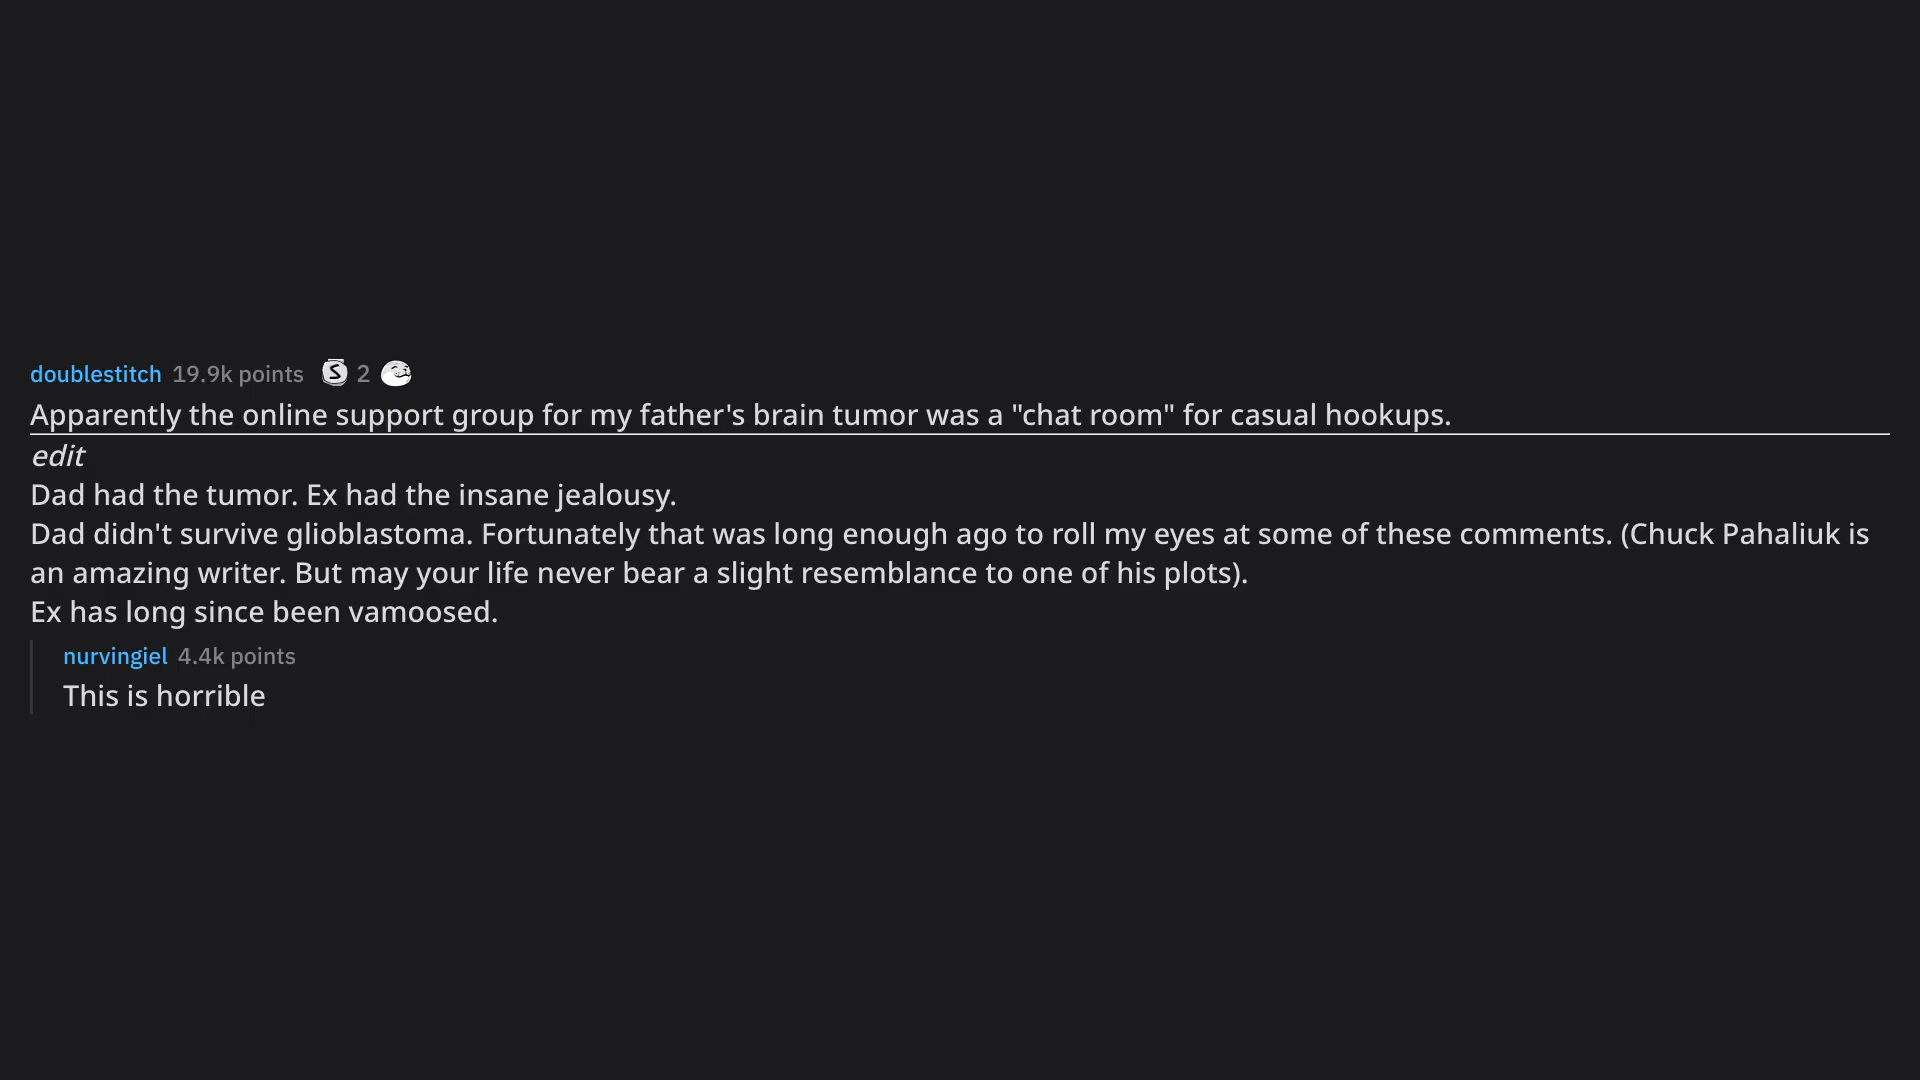 doublestitch 19.9k points S 2
Apparently the online support group for my father's brain tumor was a "chat room" for casual hookups.
edit
Dad had the tumor. Ex had the insane jealousy.
Dad didn't survive glioblastoma. Fortunately that was long enough ago to roll my eyes at some of these comments. (Chuck Pahaliuk is
an amazing writer. But may your life never bear a slight resemblance to one of his plots).
Ex has long since been vamoosed.
nurvingiel 4.4k points
This is horrible